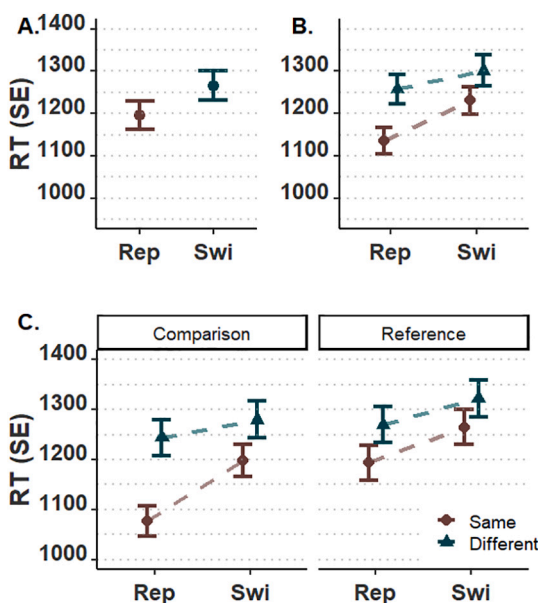 A.
B.
1400
1300
1200
1100
1000
RT (SE)
Rep Swi
1400
1300
1200
1100
1000
Rep Swi
C.
Comparison
Reference
1400
1300
1200
1100
1000
RT (SE)
Same
Different
Rep Swi
Rep Swi